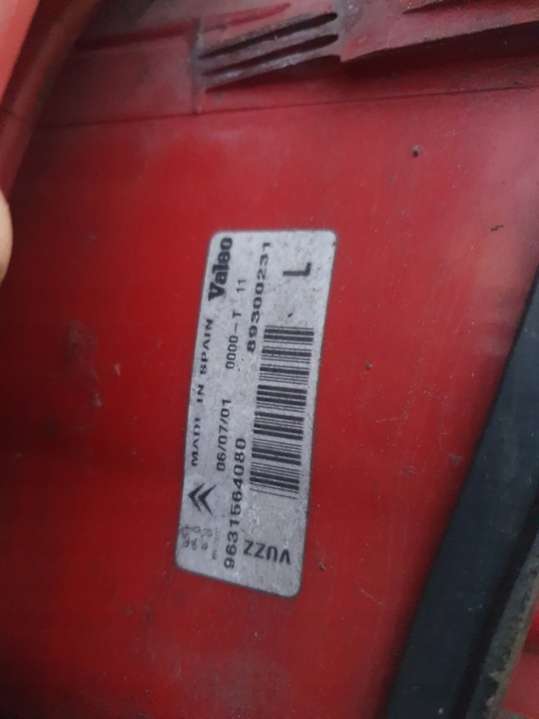 MADE IN SPAIN Valeo
06/07/01 0000-T 11
9631564080 89300231
VUZZ L